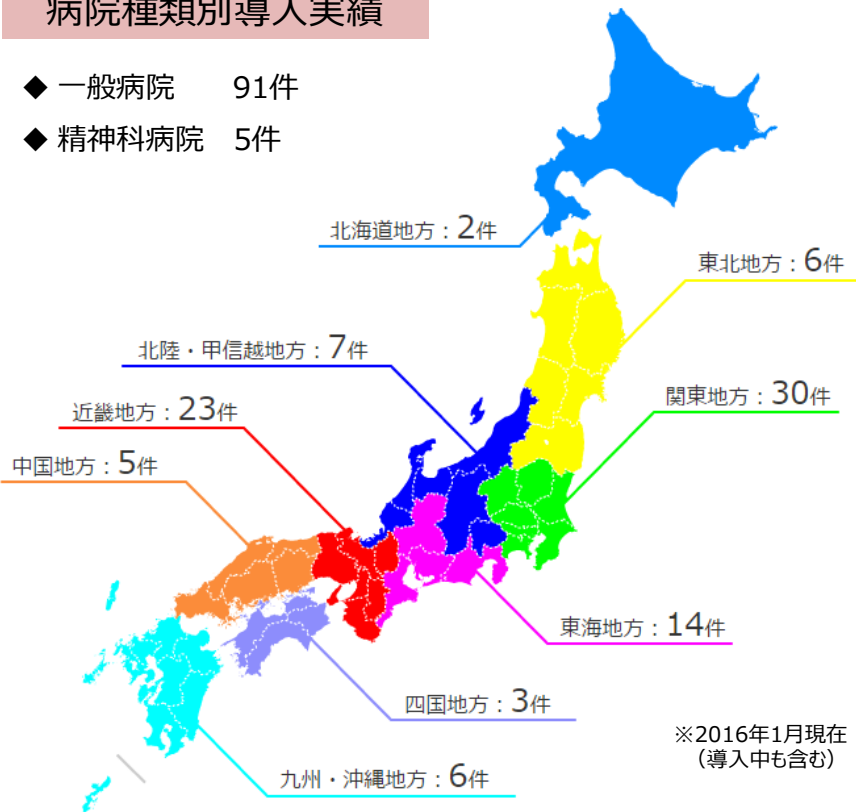 病院種類別導入実績
◆ 一般病院 91件
◆ 精神科病院 5件
北海道地方：2件
東北地方：6件
北陸・甲信越地方：7件
関東地方：30件
近畿地方：23件
中国地方：5件
東海地方：14件
四国地方：3件
※2016年1月現在
（導入中も含む）
九州・沖縄地方：6件